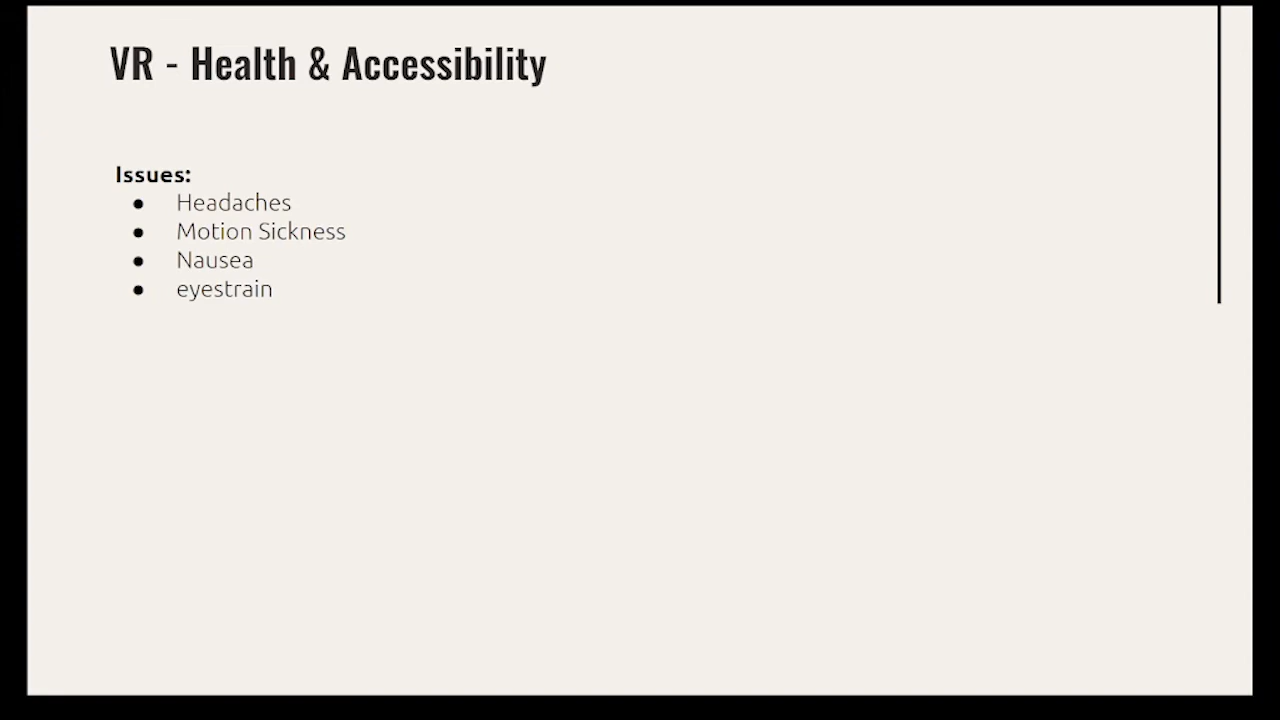 VR - Health & Accessibility
Issues:
● Headaches
● Motion Sickness
● Nausea
● eyestrain